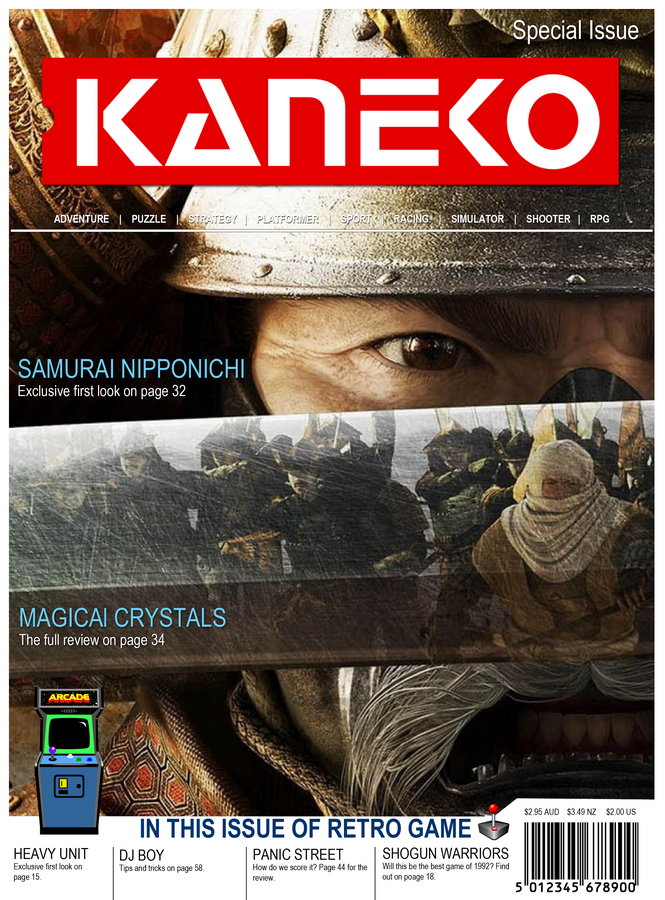 Special Issue
KANEKO
ADVENTURE | PUZZLE | STRATEGY | PLATFORMER | SPORT | RACING | SIMULATOR | SHOOTER | RPG
SAMURAI NIPPONICHI
Exclusive first look on page 32
MAGICAI CRYSTALS
The full review on page 34
ARCADE
IN THIS ISSUE OF RETRO GAME
$2.95 AUD $3.49 NZ $2.00 US
HEAVY UNIT
Exclusive first look on
page 15.
DJ BOY
Tips and tricks on page 58.
PANIC STREET
How do we score it? Page 44 for the
review.
SHOGUN WARRIORS
Will this be the best game of 1992? Find
out on poage 18.
5 012345 678900